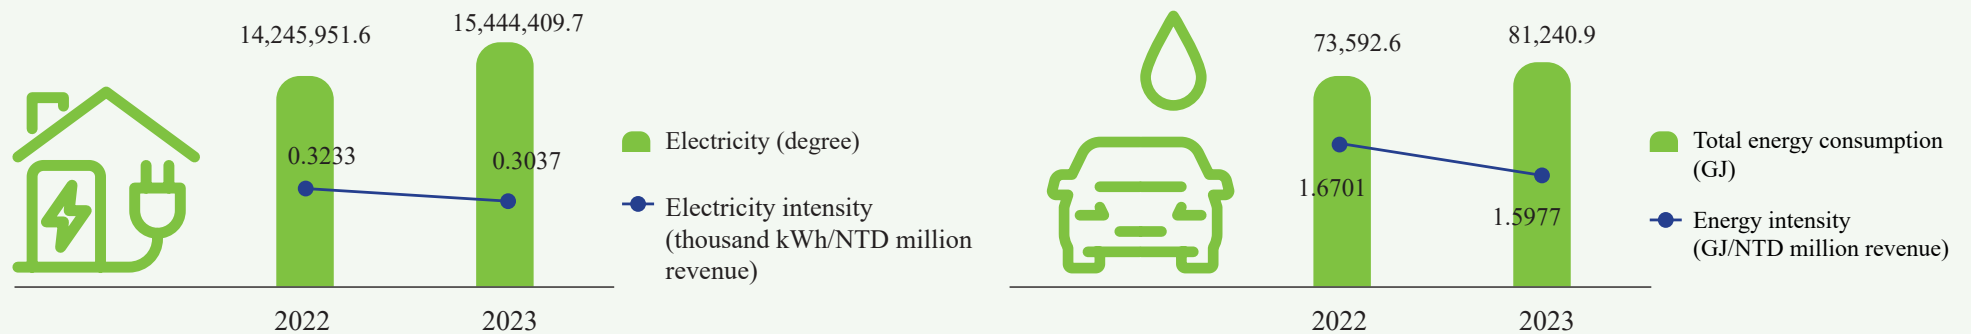 14,245,951.6
15,444,409.7
0.3233
0.3037
2022
2023
Electricity (degree)
Electricity intensity
(thousand kWh/NTD million
revenue)
73,592.6
81,240.9
1.6701
1.5977
2022
2023
Total energy consumption
(GJ)
Energy intensity
(GJ/NTD million revenue)